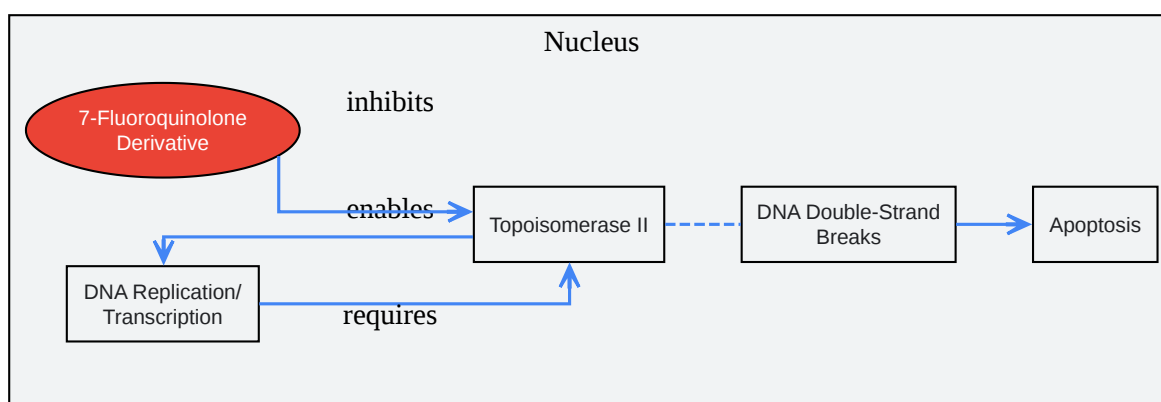 Nucleus
inhibits
7-Fluoroquinolone
Derivative
enables
Topoisomerase II
DNA Double-Strand
Breaks
Apoptosis
DNA Replication/
Transcription
requires